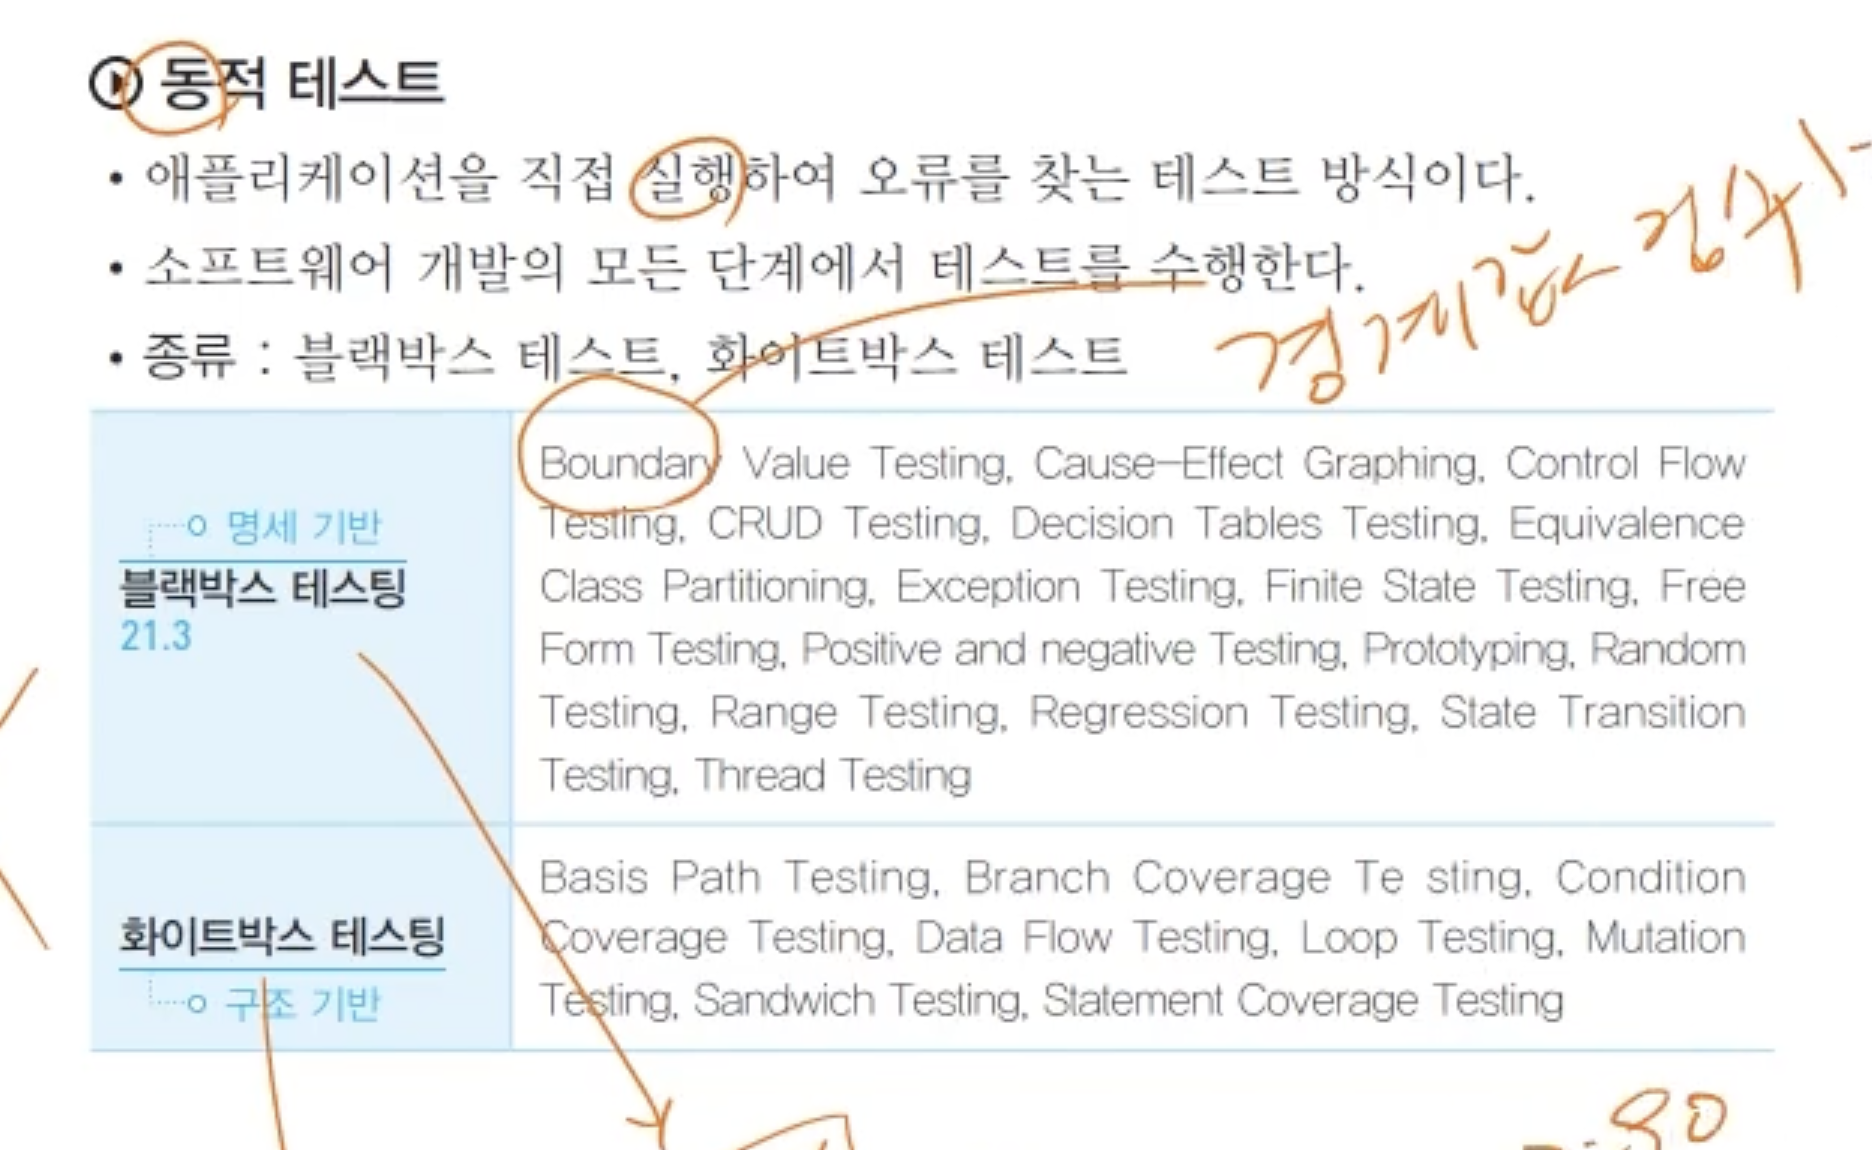 동적 테스트
• 애플리케이션을 직접 실행하여 오류를 찾는 테스트 방식이다.
• 소프트웨어 개발의 모든 단계에서 테스트를 수행한다.
• 종류 : 블랙박스 테스트, 화이트박스 테스트
경계값 검사
명세 기반
블랙박스 테스팅
21.3
Boundary Value Testing, Cause-Effect Graphing, Control Flow
Testing, CRUD Testing, Decision Tables Testing, Equivalence
Class Partitioning, Exception Testing, Finite State Testing, Free
Form Testing, Positive and negative Testing, Prototyping, Random
Testing, Range Testing, Regression Testing, State Transition
Testing, Thread Testing
화이트박스 테스팅
구조 기반
Basis Path Testing, Branch Coverage Te sting, Condition
Coverage Testing, Data Flow Testing, Loop Testing, Mutation
Testing, Sandwich Testing, Statement Coverage Testing